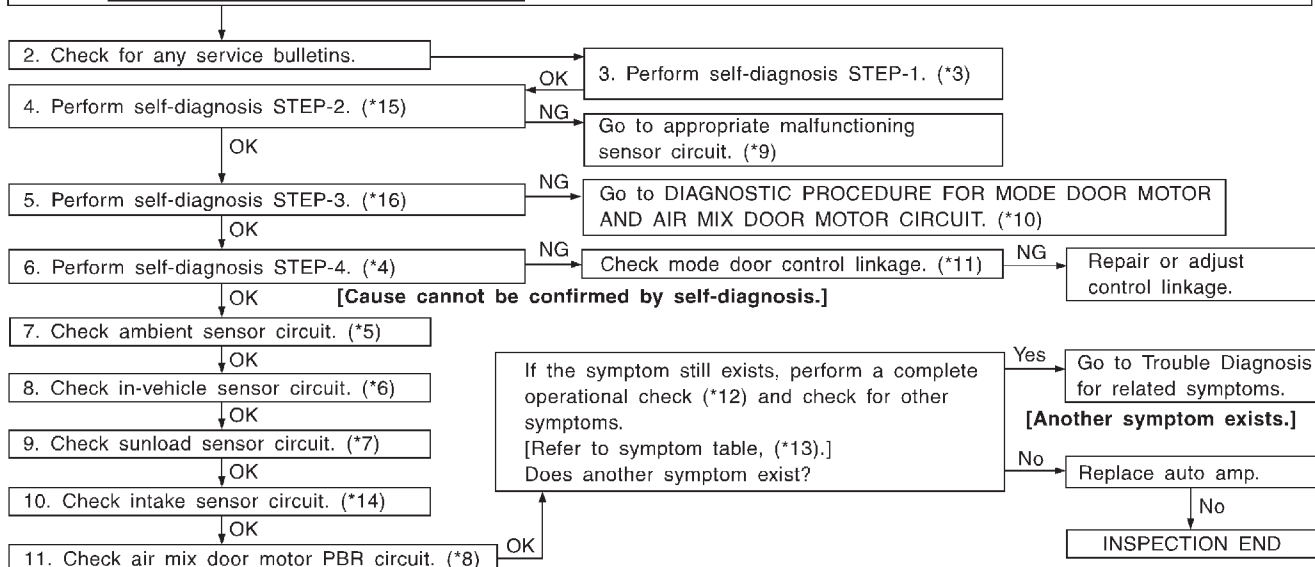 2. Check for any service bulletins.
3. Perform self-diagnosis STEP-1. (*3)
OK
4. Perform self-diagnosis STEP-2. (*15)
NG
Go to appropriate malfunctioning
sensor circuit. (*9)
OK
5. Perform self-diagnosis STEP-3. (*16)
NG
Go to DIAGNOSTIC PROCEDURE FOR MODE DOOR MOTOR
AND AIR MIX DOOR MOTOR CIRCUIT. (*10)
OK
6. Perform self-diagnosis STEP-4. (*4)
NG
Check mode door control linkage. (*11)
NG
Repair or adjust
control linkage.
OK
[Cause cannot be confirmed by self-diagnosis.]
7. Check ambient sensor circuit. (*5)
OK
8. Check in-vehicle sensor circuit. (*6)
OK
9. Check sunload sensor circuit. (*7)
OK
10. Check intake sensor circuit. (*14)
OK
11. Check air mix door motor PBR circuit. (*8)
OK
If the symptom still exists, perform a complete
operational check (*12) and check for other
symptoms.
[Refer to symptom table, (*13).]
Does another symptom exist?
Yes
Go to Trouble Diagnosis
for related symptoms.
[Another symptom exists.]
No
Replace auto amp.
No
INSPECTION END